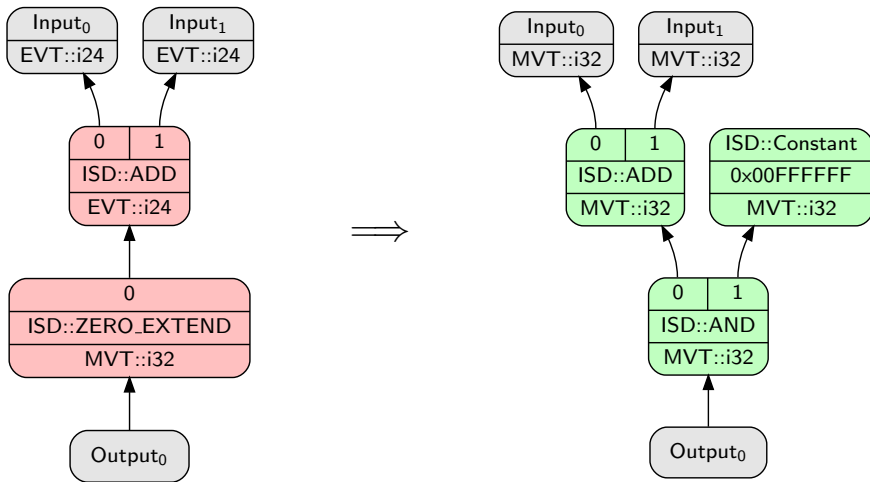 Input₀
EVT::i24
Input₁
EVT::i24
0 1
ISD::ADD
EVT::i24
0
ISD::ZERO_EXTEND
MVT::i32
Output₀
⟹
Input₀
MVT::i32
Input₁
MVT::i32
0 1
ISD::ADD
MVT::i32
ISD::Constant
0x00FFFFFF
MVT::i32
0 1
ISD::AND
MVT::i32
Output₀